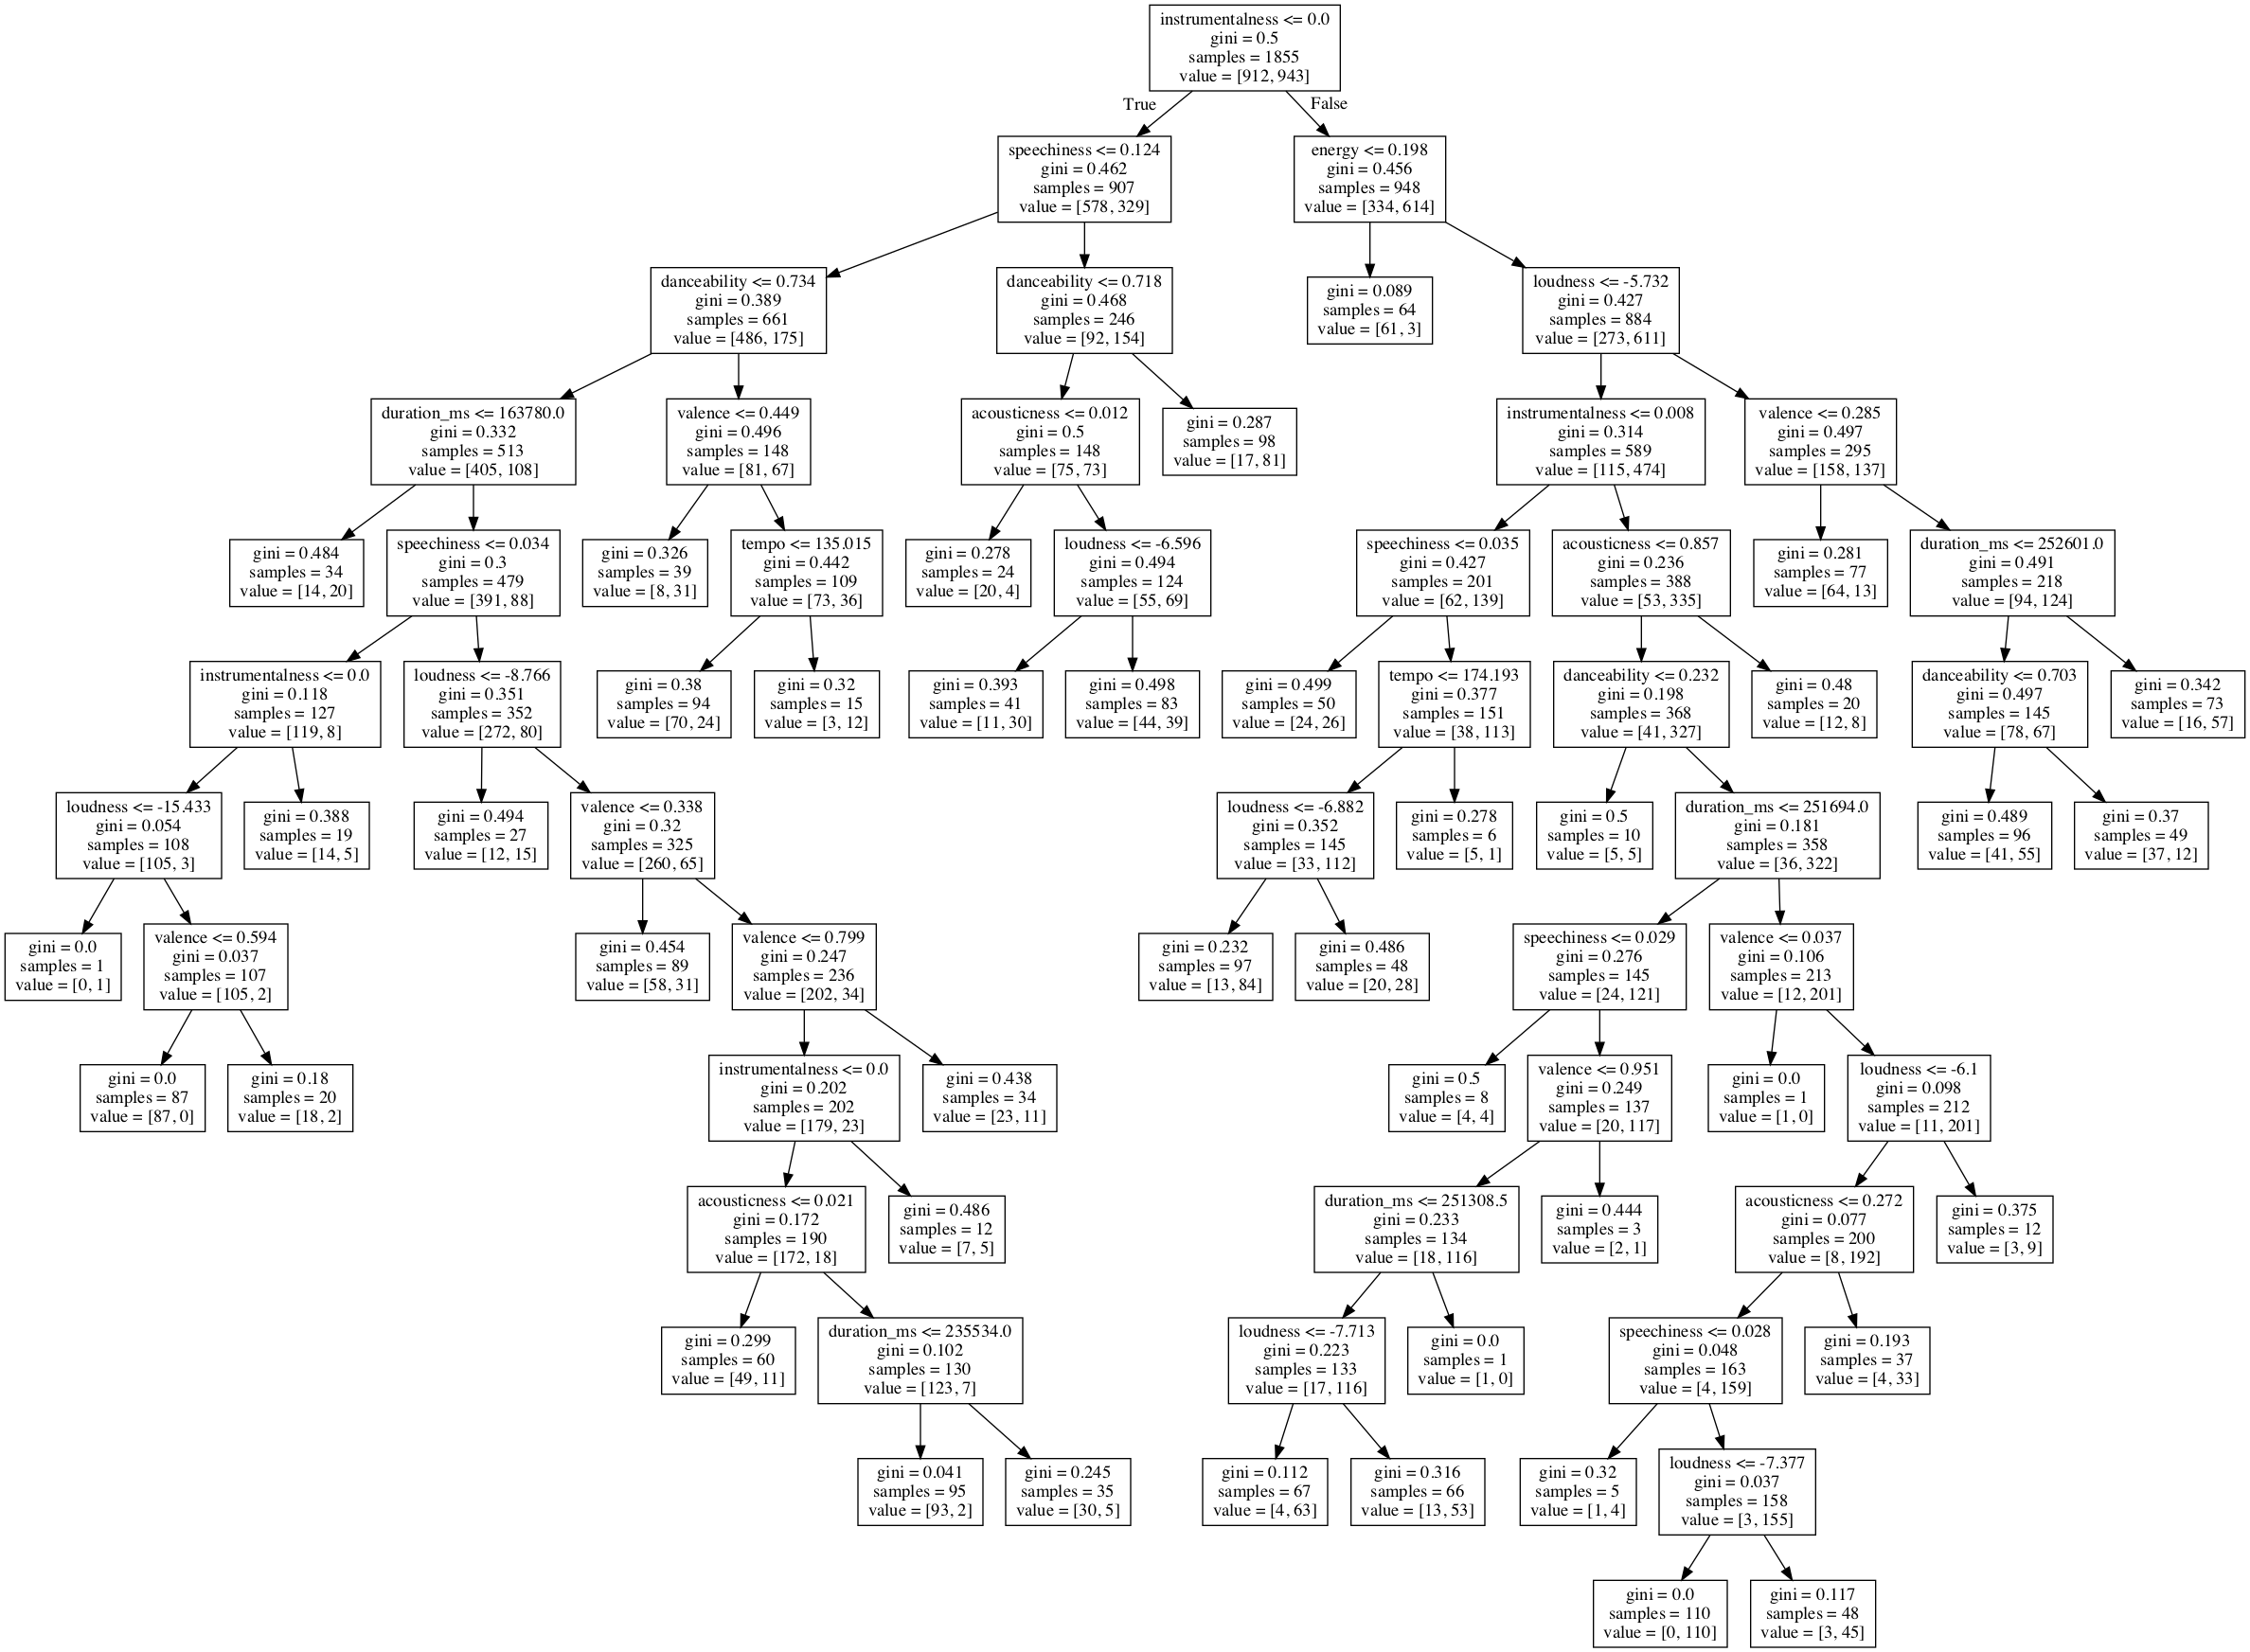 instrumentalness <= 0.0
gini = 0.5
samples = 1855
value = [912, 943]
True
False
speechiness <= 0.124
gini = 0.462
samples = 907
value = [578, 329]
energy <= 0.198
gini = 0.456
samples = 948
value = [334, 614]
danceability <= 0.734
gini = 0.389
samples = 661
value = [486, 175]
danceability <= 0.718
gini = 0.468
samples = 246
value = [92, 154]
gini = 0.089
samples = 64
value = [61, 3]
loudness <= -5.732
gini = 0.427
samples = 884
value = [273, 611]
duration_ms <= 163780.0
gini = 0.332
samples = 513
value = [405, 108]
valence <= 0.449
gini = 0.496
samples = 148
value = [81, 67]
acousticness <= 0.012
gini = 0.5
samples = 148
value = [75, 73]
gini = 0.287
samples = 98
value = [17, 81]
instrumentalness <= 0.008
gini = 0.314
samples = 589
value = [115, 474]
valence <= 0.285
gini = 0.497
samples = 295
value = [158, 137]
gini = 0.484
samples = 34
value = [14, 20]
speechiness <= 0.034
gini = 0.3
samples = 479
value = [391, 88]
gini = 0.326
samples = 39
value = [8, 31]
tempo <= 135.015
gini = 0.442
samples = 109
value = [73, 36]
gini = 0.278
samples = 24
value = [20, 4]
loudness <= -6.596
gini = 0.494
samples = 124
value = [55, 69]
speechiness <= 0.035
gini = 0.427
samples = 201
value = [62, 139]
acousticness <= 0.857
gini = 0.236
samples = 388
value = [53, 335]
gini = 0.281
samples = 77
value = [64, 13]
duration_ms <= 252601.0
gini = 0.491
samples = 218
value = [94, 124]
instrumentalness <= 0.0
gini = 0.118
samples = 127
value = [119, 8]
loudness <= -8.766
gini = 0.351
samples = 352
value = [272, 80]
gini = 0.38
samples = 94
value = [70, 24]
gini = 0.32
samples = 15
value = [3, 12]
gini = 0.393
samples = 41
value = [11, 30]
gini = 0.498
samples = 83
value = [44, 39]
gini = 0.499
samples = 50
value = [24, 26]
tempo <= 174.193
gini = 0.377
samples = 151
value = [38, 113]
danceability <= 0.232
gini = 0.198
samples = 368
value = [41, 327]
gini = 0.48
samples = 20
value = [12, 8]
danceability <= 0.703
gini = 0.497
samples = 145
value = [78, 67]
gini = 0.342
samples = 73
value = [16, 57]
loudness <= -15.433
gini = 0.054
samples = 108
value = [105, 3]
gini = 0.388
samples = 19
value = [14, 5]
gini = 0.494
samples = 27
value = [12, 15]
valence <= 0.338
gini = 0.32
samples = 325
value = [260, 65]
loudness <= -6.882
gini = 0.352
samples = 145
value = [33, 112]
gini = 0.278
samples = 6
value = [5, 1]
gini = 0.5
samples = 10
value = [5, 5]
duration_ms <= 251694.0
gini = 0.181
samples = 358
value = [36, 322]
gini = 0.489
samples = 96
value = [41, 55]
gini = 0.37
samples = 49
value = [37, 12]
gini = 0.0
samples = 1
value = [0, 1]
valence <= 0.594
gini = 0.037
samples = 107
value = [105, 2]
gini = 0.454
samples = 89
value = [58, 31]
valence <= 0.799
gini = 0.247
samples = 236
value = [202, 34]
gini = 0.232
samples = 97
value = [13, 84]
gini = 0.486
samples = 48
value = [20, 28]
speechiness <= 0.029
gini = 0.276
samples = 145
value = [24, 121]
valence <= 0.037
gini = 0.106
samples = 213
value = [12, 201]
gini = 0.0
samples = 87
value = [87, 0]
gini = 0.18
samples = 20
value = [18, 2]
instrumentalness <= 0.0
gini = 0.202
samples = 202
value = [179, 23]
gini = 0.438
samples = 34
value = [23, 11]
gini = 0.5
samples = 8
value = [4, 4]
valence <= 0.951
gini = 0.249
samples = 137
value = [20, 117]
gini = 0.0
samples = 1
value = [1, 0]
loudness <= -6.1
gini = 0.098
samples = 212
value = [11, 201]
acousticness <= 0.021
gini = 0.172
samples = 190
value = [172, 18]
gini = 0.486
samples = 12
value = [7, 5]
duration_ms <= 251308.5
gini = 0.233
samples = 134
value = [18, 116]
gini = 0.444
samples = 3
value = [2, 1]
acousticness <= 0.272
gini = 0.077
samples = 200
value = [8, 192]
gini = 0.375
samples = 12
value = [3, 9]
gini = 0.299
samples = 60
value = [49, 11]
duration_ms <= 235534.0
gini = 0.102
samples = 130
value = [123, 7]
loudness <= -7.713
gini = 0.223
samples = 133
value = [17, 116]
gini = 0.0
samples = 1
value = [1, 0]
speechiness <= 0.028
gini = 0.048
samples = 163
value = [4, 159]
gini = 0.193
samples = 37
value = [4, 33]
gini = 0.041
samples = 95
value = [93, 2]
gini = 0.245
samples = 35
value = [30, 5]
gini = 0.112
samples = 67
value = [4, 63]
gini = 0.316
samples = 66
value = [13, 53]
gini = 0.32
samples = 5
value = [1, 4]
loudness <= -7.377
gini = 0.037
samples = 158
value = [3, 155]
gini = 0.0
samples = 110
value = [0, 110]
gini = 0.117
samples = 48
value = [3, 45]